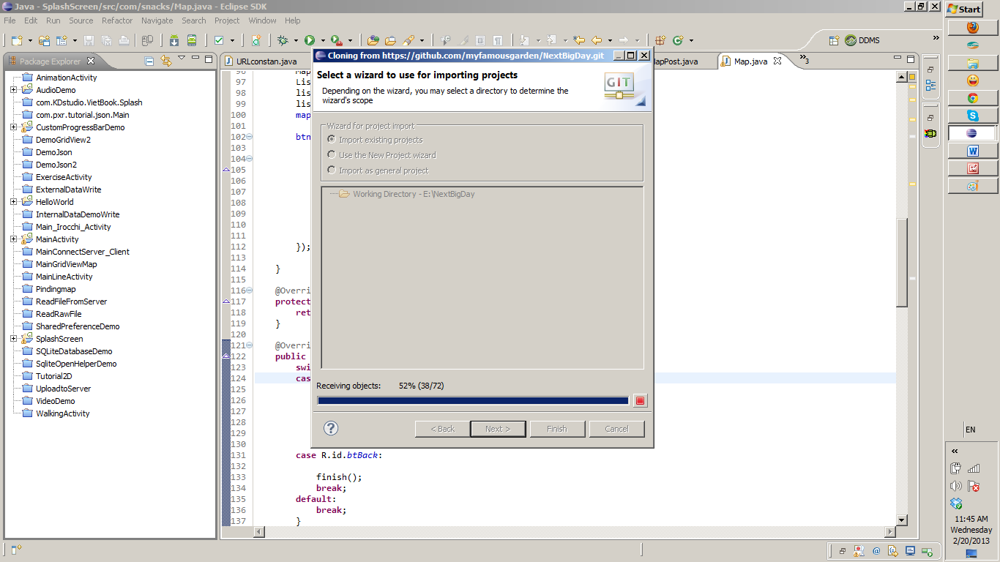 Java - SplashScreen/src/com/snacks/Map.java - Eclipse SDK
File Edit Run Source Refactor Navigate Search Project Window Help
DDMS
»
Package Explorer
AnimationActivity
AudioDemo
com.KDstudio.VietBook.Splash
com.pxr.tutorial.json.Main
CustomProgressBarDemo
DemoGridView2
DemoJson
DemoJson2
ExerciseActivity
ExternalDataWrite
HelloWorld
InternalDataDemoWrite
Main_Irocchi_Activity
MainActivity
MainConnectServer_Client
MainGridViewMap
MainLineActivity
Pindingmap
ReadFileFromServer
ReadRawFile
SharedPreferenceDemo
SplashScreen
SQLiteDatabaseDemo
SqliteOpenHelperDemo
Tutorial2D
UploadtoServer
VideoDemo
WalkingActivity
URLconstan.java
MapPost.java
Map.java
»3
96 Map
97 List
98 list
99 list
100 map
101
102 btn
103
104
105
106
107
108
109
110
111
112 });
113
114 }
115
116 @Overri
117 protect
118 ret
119 }
120
121 @Overri
122 public
123 swi
124 cas
125
126
127
128
129
130
131 case R.id.btBack:
132
133 finish();
134 break;
135 default:
136 break;
137 }
Cloning from https://github.com/myfamousgarden/NextBigDay.git
Select a wizard to use for importing projects
Depending on the wizard, you may select a directory to determine the
wizard's scope
GIT
Wizard for project import
Import existing projects
Use the New Project wizard
Import as general project
Working Directory - E:\NextBigDay
Receiving objects: 52% (38/72)
?
< Back Next > Finish Cancel
Start
EN
«
11:45 AM
Wednesday
2/20/2013